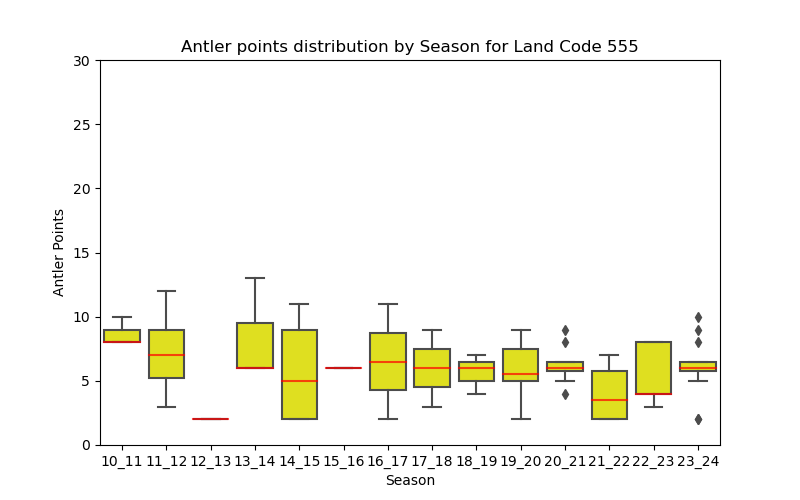 Antler points distribution by Season for Land Code 555
30
25
20
15
10
5
0
Antler Points
10_11 11_12 12_13 13_14 14_15 15_16 16_17 17_18 18_19 19_20 20_21 21_22 22_23 23_24
Season